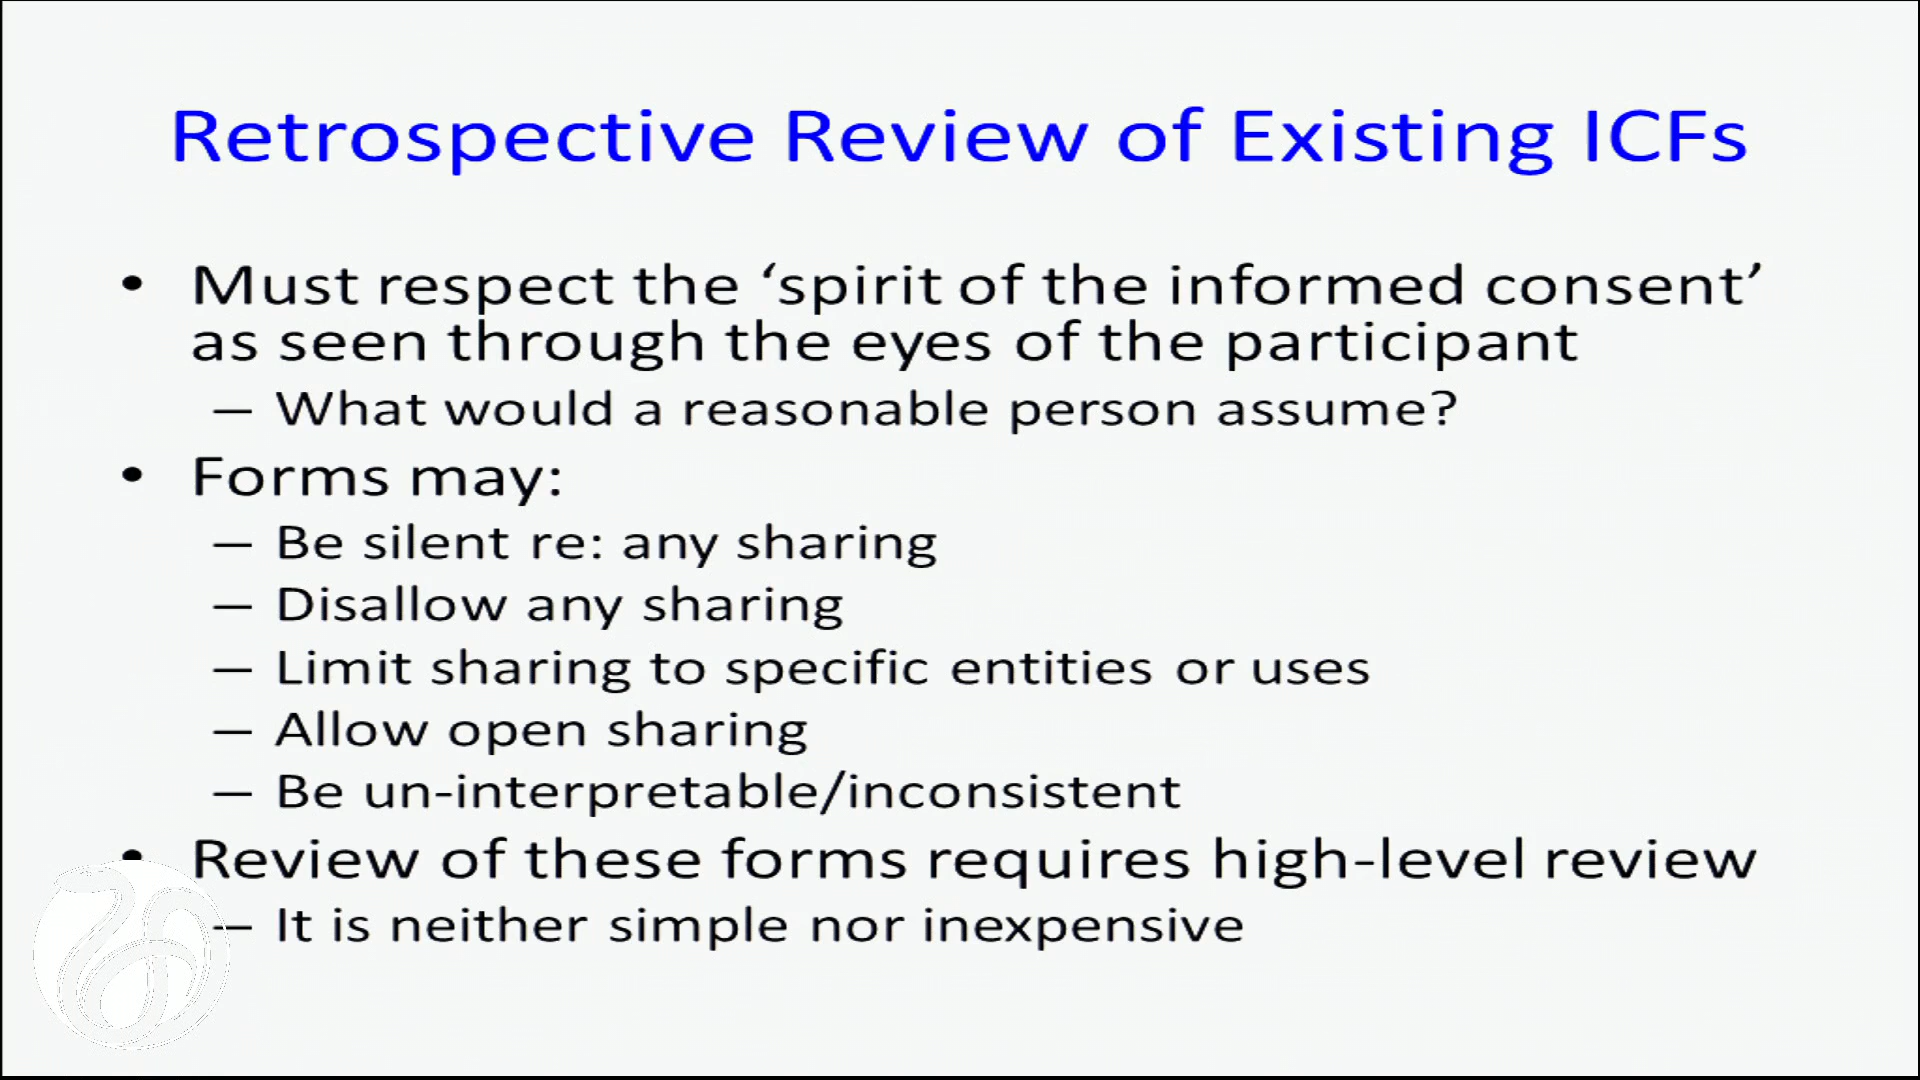 Retrospective Review of Existing ICFs
• Must respect the ‘spirit of the informed consent’
as seen through the eyes of the participant
– What would a reasonable person assume?
• Forms may:
– Be silent re: any sharing
– Disallow any sharing
– Limit sharing to specific entities or uses
– Allow open sharing
– Be un-interpretable/inconsistent
• Review of these forms requires high-level review
– It is neither simple nor inexpensive